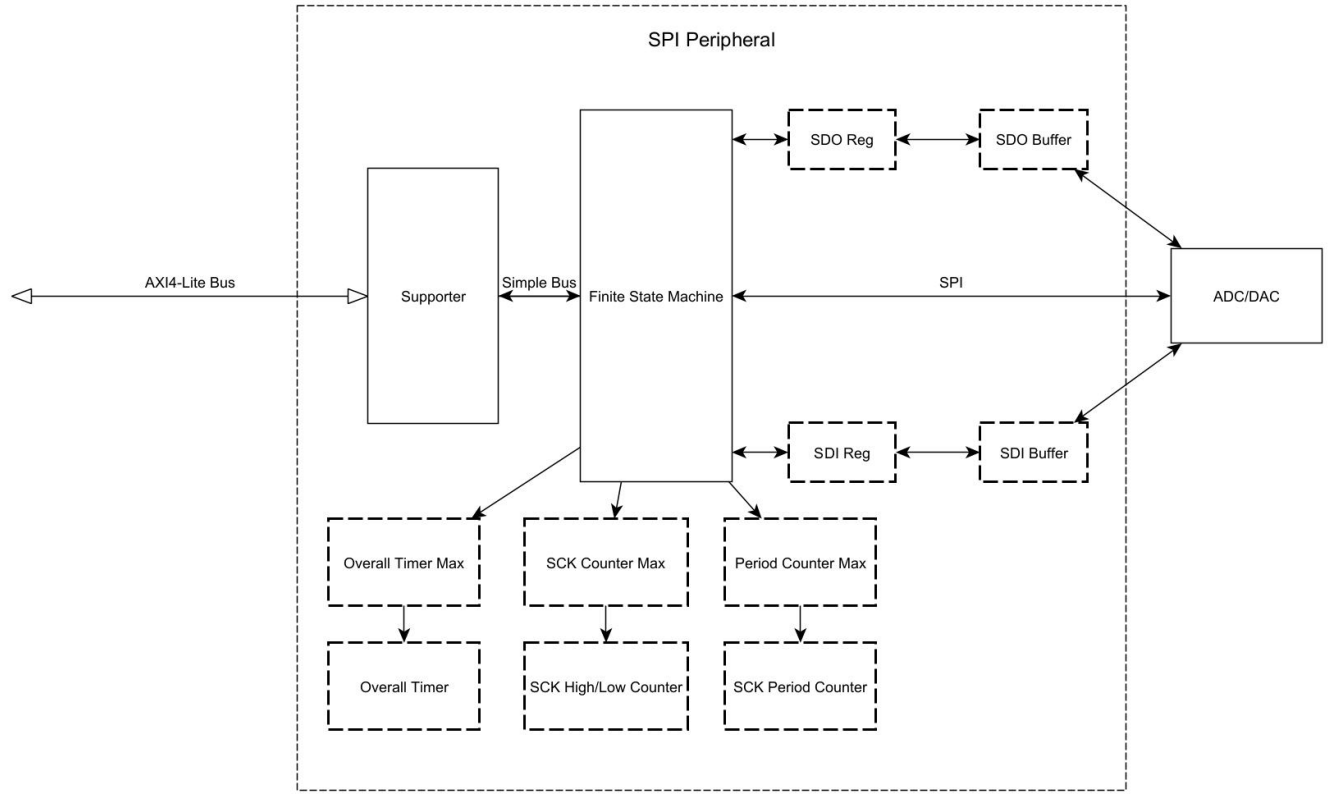 SPI Peripheral
SDO Reg
SDO Buffer
AXI4-Lite Bus
Supporter
Simple Bus
Finite State Machine
SPI
ADC/DAC
SDI Reg
SDI Buffer
Overall Timer Max
SCK Counter Max
Period Counter Max
Overall Timer
SCK High/Low Counter
SCK Period Counter